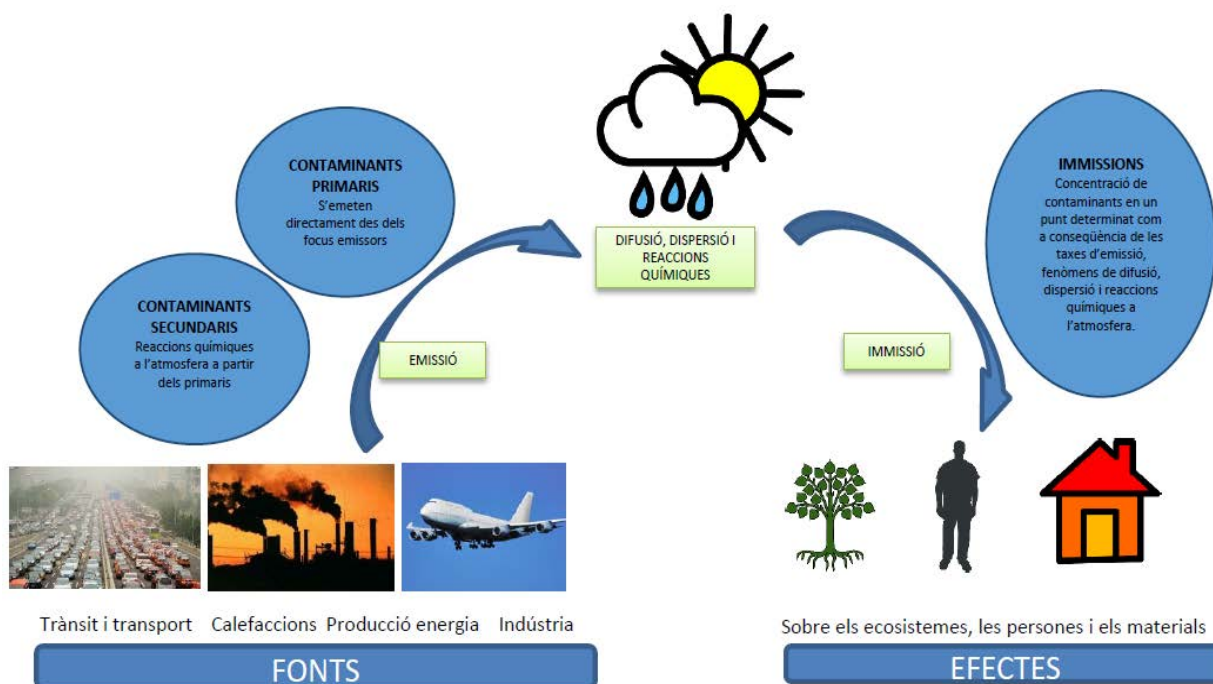 CONTAMINANTS
PRIMARIS
S'emeten
directament des dels
focus emissors
CONTAMINANTS
SECUNDARIS
Reaccions químiques
a l'atmosfera a partir
dels primaris
EMISSIÓ
DIFUSIÓ, DISPERSIÓ I
REACCIONS
QUÍMIQUES
IMMISSIÓ
IMMISSIONS
Concentració de
contaminants en un
punt determinat com
a conseqüència de les
taxes d'emissió,
fenòmens de difusió,
dispersió i reaccions
químiques a
l'atmosfera.
Trànsit i transport Calefaccions Producció energia Indústria
FONTS
Sobre els ecosistemes, les persones i els materials
EFECTES